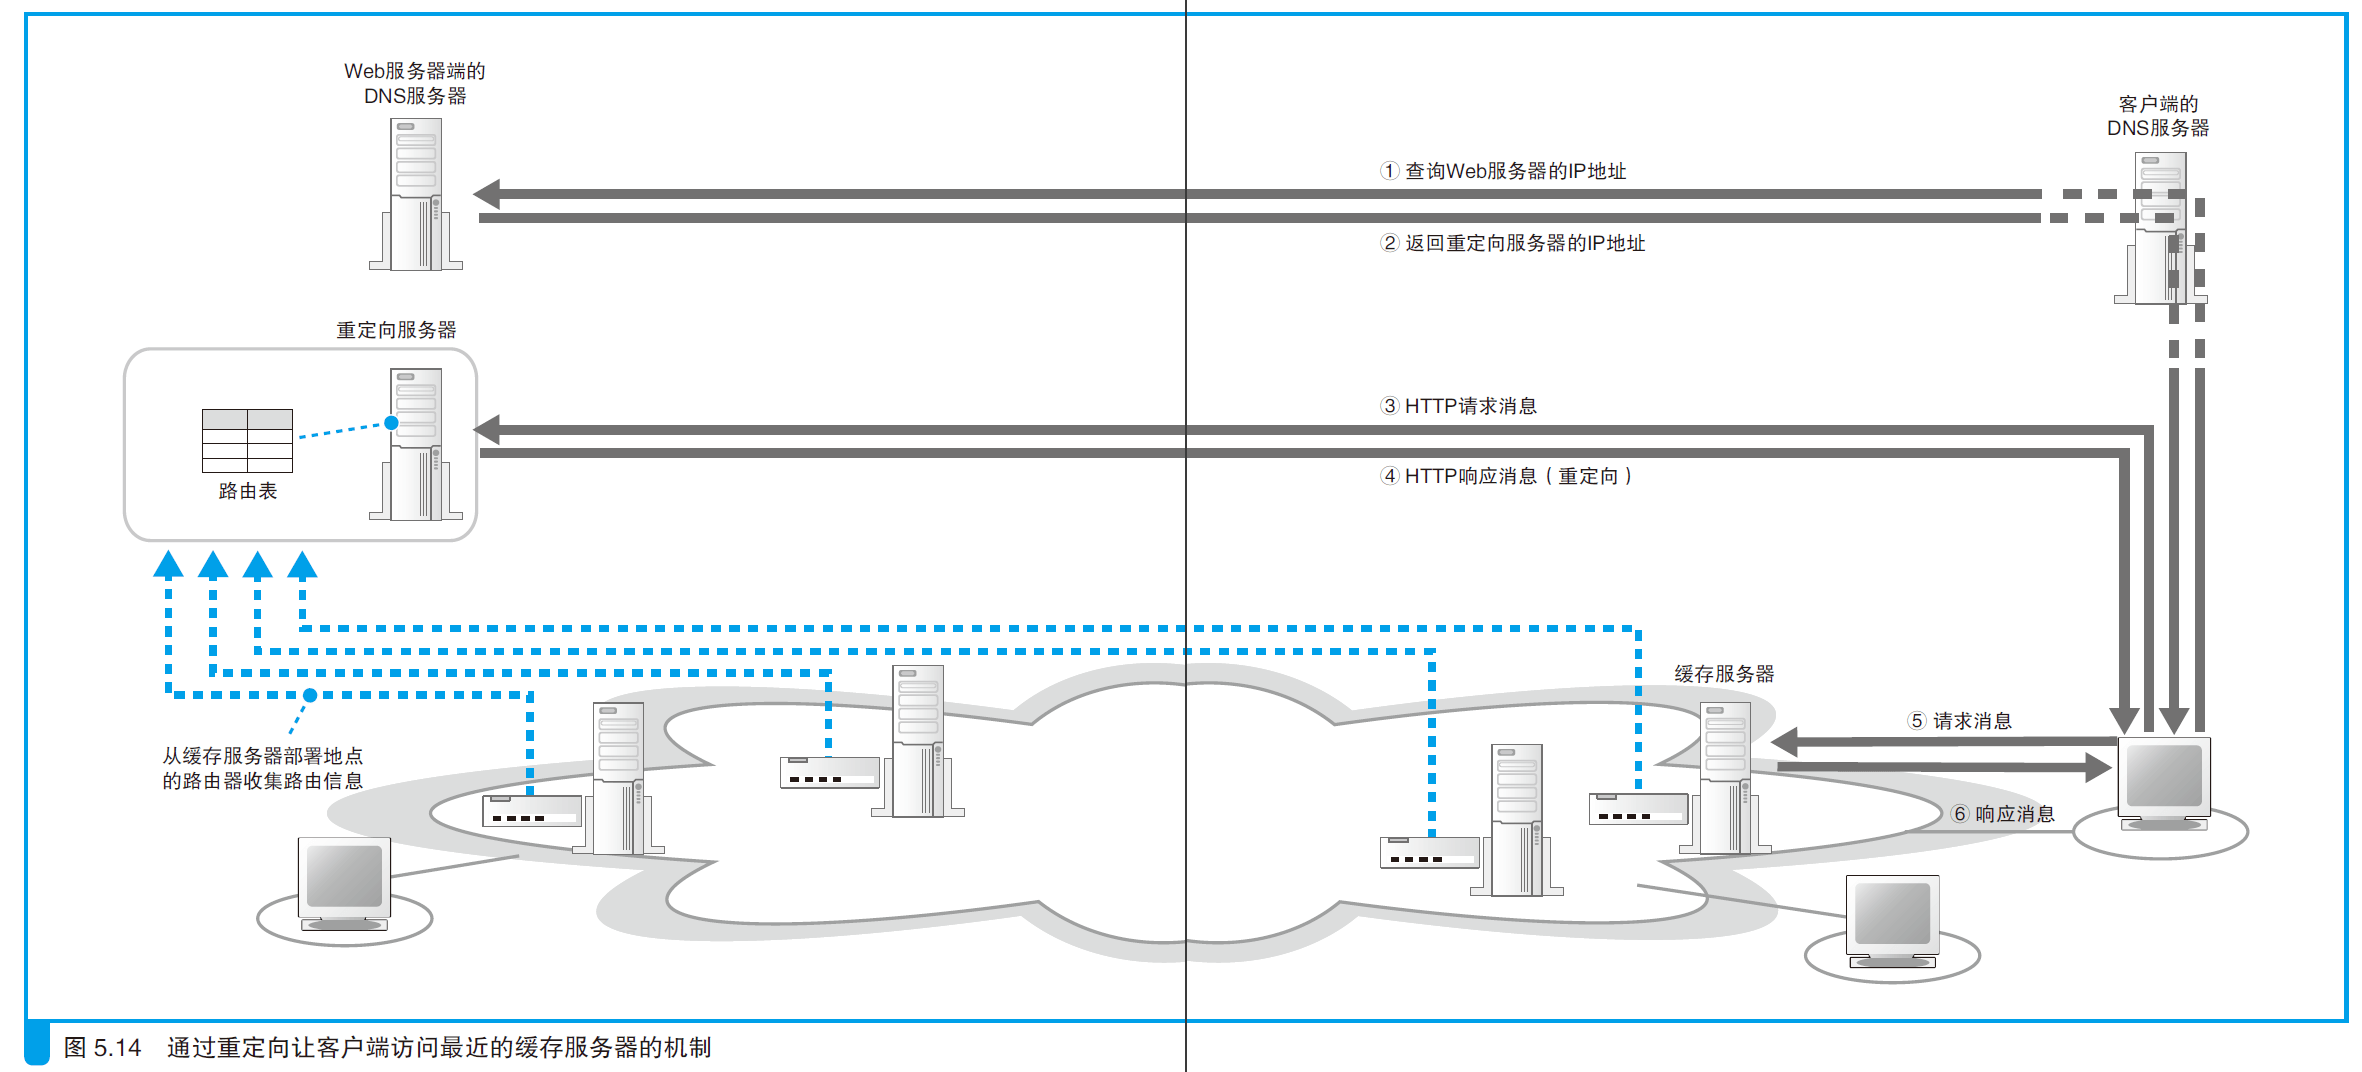 Web服务器端的
DNS服务器
客户端的
DNS服务器
① 查询Web服务器的IP地址
② 返回重定向服务器的IP地址
重定向服务器
路由表
③ HTTP请求消息
④ HTTP响应消息（重定向）
缓存服务器
⑤ 请求消息
⑥ 响应消息
从缓存服务器部署地点
的路由器收集路由信息
图 5.14 通过重定向让客户端访问最近的缓存服务器的机制